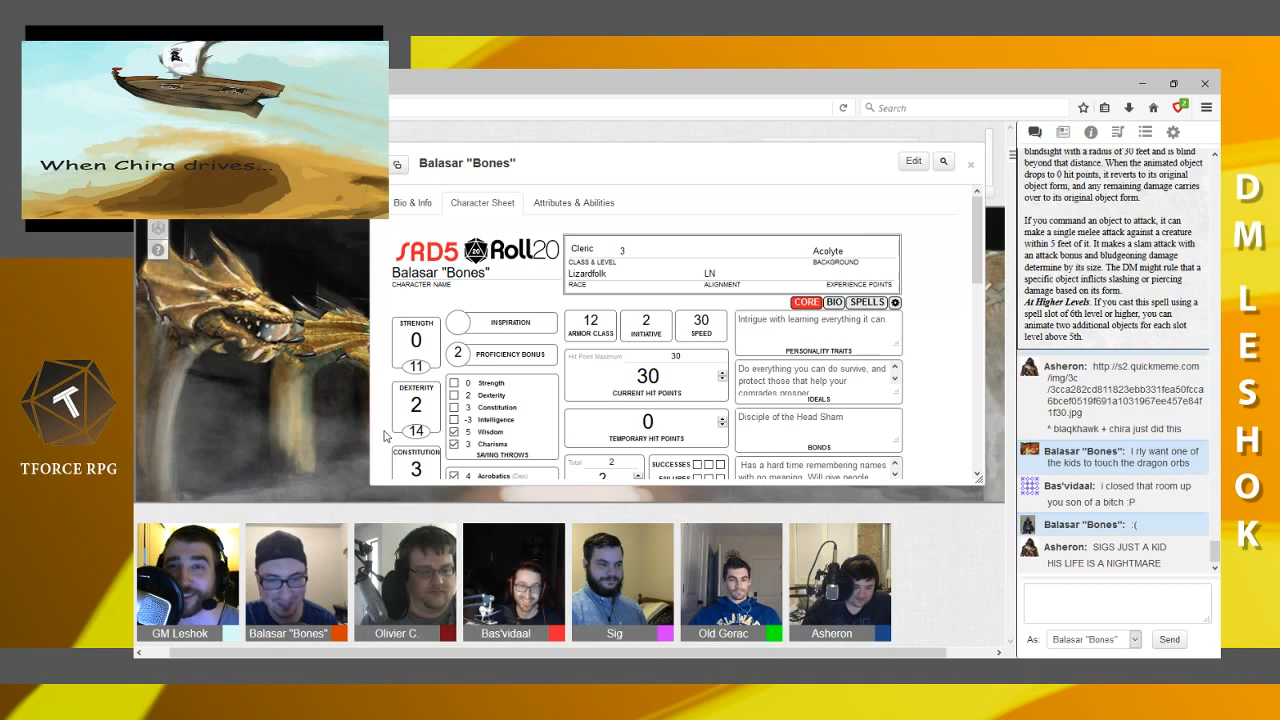 When Chira drives...
TFORCE RPG
DM LESHOK
Search
2
Balasar "Bones"
Edit
Bio & Info
Character Sheet
Attributes & Abilities
SRD5 Roll20
Balasar "Bones"
CHARACTER NAME
Cleric 3 Acolyte
CLASS & LEVEL BACKGROUND
Lizardfolk LN
RACE ALIGNMENT EXPERIENCE POINTS
CORE BIO SPELLS
STRENGTH
0
11
DEXTERITY
2
14
CONSTITUTION
3
INSPIRATION
2 PROFICIENCY BONUS
0 Strength
2 Dexterity
3 Constitution
-3 Intelligence
5 Wisdom
3 Charisma
SAVING THROWS
4 Acrobatics (Dex)
12
ARMOR CLASS
2
INITIATIVE
30
SPEED
Hit Point Maximum 30
30
CURRENT HIT POINTS
0
TEMPORARY HIT POINTS
Total 2
SUCCESSES
FAILURES
Intrigue with learning everything it can.
PERSONALITY TRAITS
Do everything you can do survive, and
protect those that help your
comrades prosper
IDEALS
Disciple of the Head Sham
BONDS
Has a hard time remembering names
with no meaning. Will give people
GM Leshok
Balasar "Bones"
Olivier C.
Bas'vidaal
Sig
Old Gerac
Asheron
blindsight with a radius of 30 feet and is blind
beyond that distance. When the animated object
drops to 0 hit points, it reverts to its original
object form, and any remaining damage carries
over to its original object form.
If you command an object to attack, it can
make a single melee attack against a creature
within 5 feet of it. It makes a slam attack with
an attack bonus and bludgeoning damage
determine by its size. The DM might rule that a
specific object inflicts slashing or piercing
damage based on its form.
At Higher Levels. If you cast this spell using a
spell slot of 6th level or higher, you can
animate two additional objects for each slot
level above 5th.
Asheron: http://s2.quickmeme.com
/img/3c
/3cca282cd811823ebb331fea50fcca
6bcef0519f691a1031967ee457e8af
1f30.jpg
^ blaqkhawk + chira just did this
Balasar "Bones": I rly want one of
the kids to touch the dragon orbs
Bas'vidaal: i closed that room up
you son of a bitch :P
Balasar "Bones": :(
Asheron: SIGS JUST A KID
HIS LIFE IS A NIGHTMARE
As: Balasar "Bones" Send